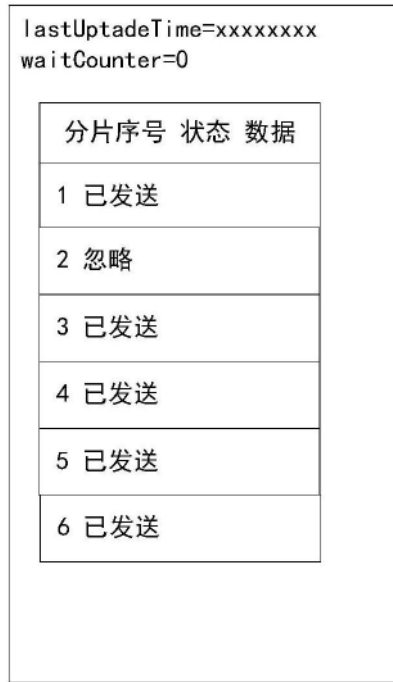 lastUptadeTime=xxxxxxxx
waitCounter=0
分片序号 状态 数据
1 已发送
2 忽略
3 已发送
4 已发送
5 已发送
6 已发送